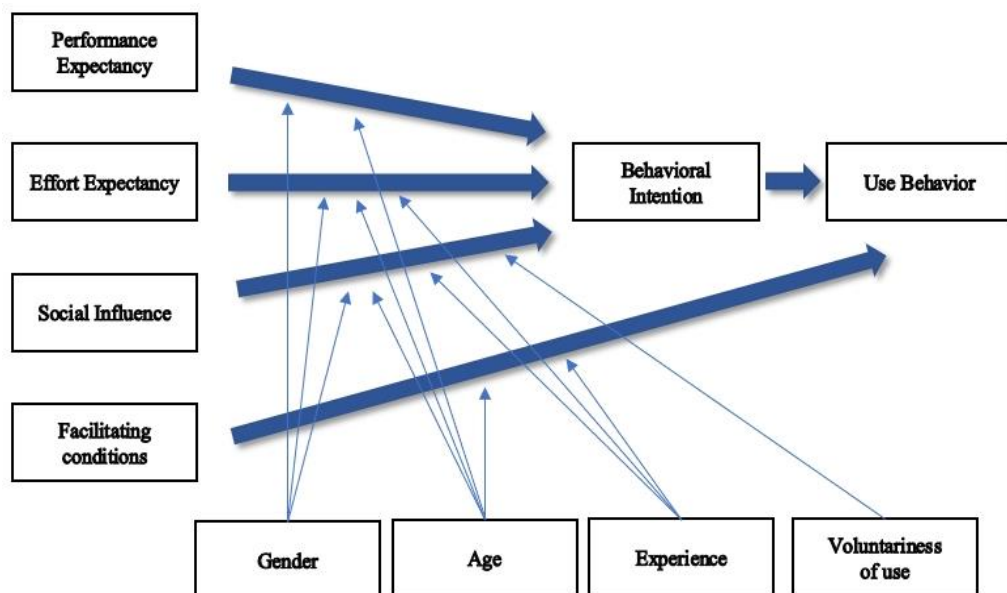 Performance
Expectancy
Effort Expectancy
Behavioral
Intention
Use Behavior
Social Influence
Facilitating
conditions
Gender
Age
Experience
Voluntariness
of use